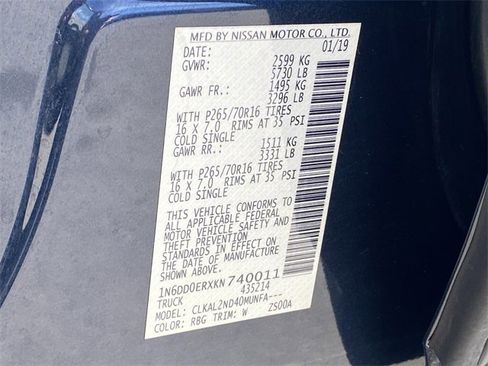 MFD BY NISSAN MOTOR CO., LTD.
DATE: 01/19
GVWR: 2599 KG
5730 LB
GAWR FR.: 1495 KG
3296 LB
WITH P265/70R16 TIRES
16 X 7.0 RIMS AT 35 PSI
COLD SINGLE
GAWR RR.: 1511 KG
3331 LB
WITH P265/70R16 TIRES
16 X 7.0 RIMS AT 35 PSI
COLD SINGLE
THIS VEHICLE CONFORMS TO
ALL APPLICABLE FEDERAL
MOTOR VEHICLE SAFETY AND
THEFT PREVENTION
STANDARDS IN EFFECT ON
THE DATE OF MANUFACTURE
SHOWN ABOVE.
1N6DD0ERXKN740011
TRUCK 435214
MODEL: CLKAL2ND40MUNFA---
COLOR: RBG TRIM: W ZS00A